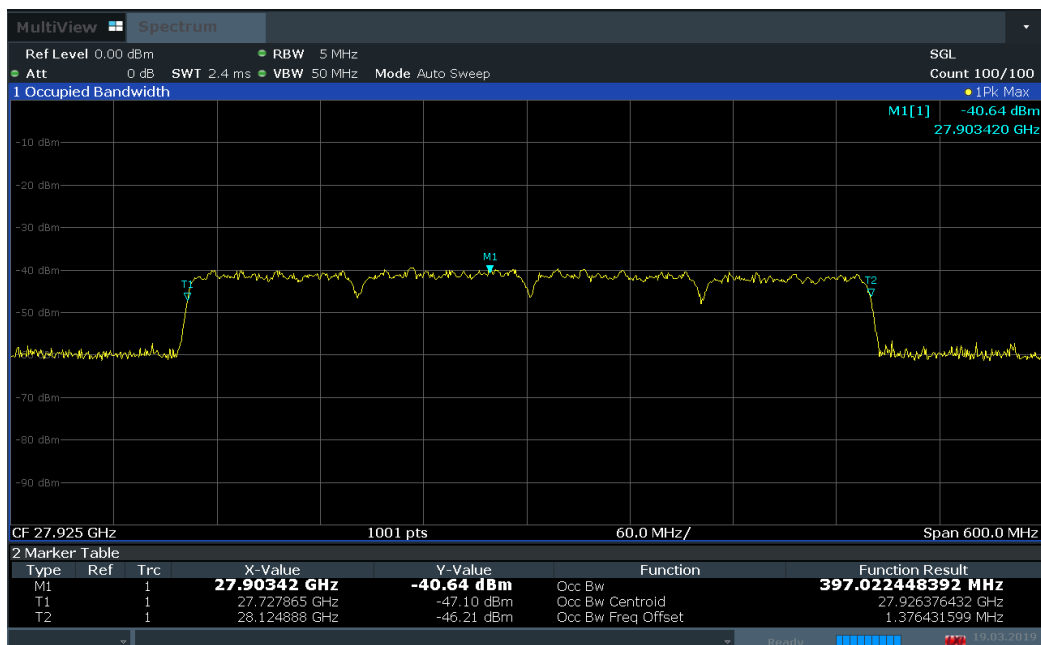 MultiView Spectrum
Ref Level 0.00 dBm RBW 5 MHz SGL
Att 0 dB SWT 2.4 ms VBW 50 MHz Mode Auto Sweep Count 100/100
1 Occupied Bandwidth 1Pk Max
M1[1] -40.64 dBm
27.903420 GHz
-10 dBm
-20 dBm
-30 dBm
M1
-40 dBm
T1 T2
-50 dBm
-70 dBm
-80 dBm
-90 dBm
CF 27.925 GHz 1001 pts 60.0 MHz/ Span 600.0 MHz
2 Marker Table
Type Ref Trc X-Value Y-Value Function Function Result
M1 1 27.90342 GHz -40.64 dBm Occ Bw 397.022448392 MHz
T1 1 27.727865 GHz -47.10 dBm Occ Bw Centroid 27.926376432 GHz
T2 1 28.124888 GHz -46.21 dBm Occ Bw Freq Offset 1.376431599 MHz
Ready 19.03.2019